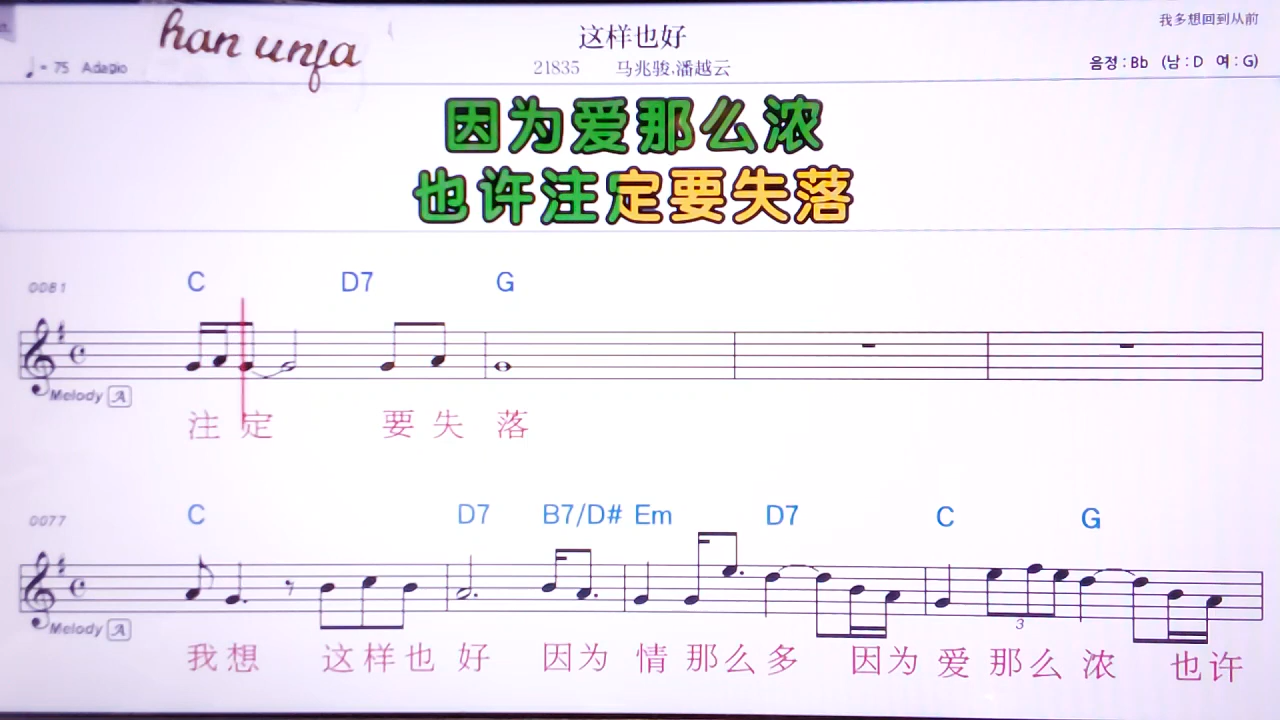 han unfa
这样也好
我多想回到从前
♩= 75 Adagio
21835 马兆骏.潘越云
음정 : Bb (남 : D 여 : G)
因为爱那么浓
也许注定要失落
0081
C D7 G
Melody A
注 定 要 失 落
0077
C D7 B7/D# Em D7 C G
3
Melody A
我 想 这 样 也 好 因 为 情 那 么 多 因 为 爱 那 么 浓 也 许